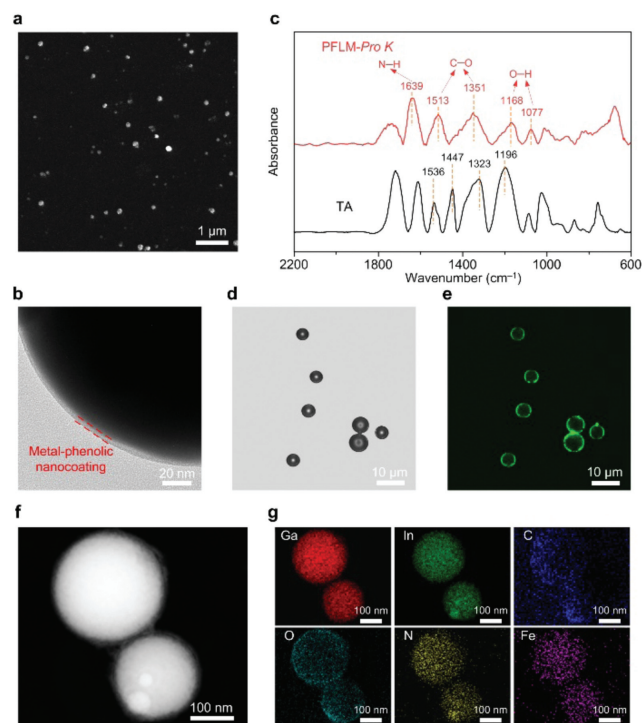 a
1 μm
c
PFLM-Pro K
N–H
C–O
O–H
1639
1513
1351
1168
1077
1536
1447
1323
1196
TA
Absorbance
2200
1800
1400
1000
600
Wavenumber (cm⁻¹)
b
Metal-phenolic
nanocoating
20 nm
d
10 μm
e
10 μm
f
100 nm
g
Ga
100 nm
In
100 nm
C
100 nm
O
100 nm
N
100 nm
Fe
100 nm